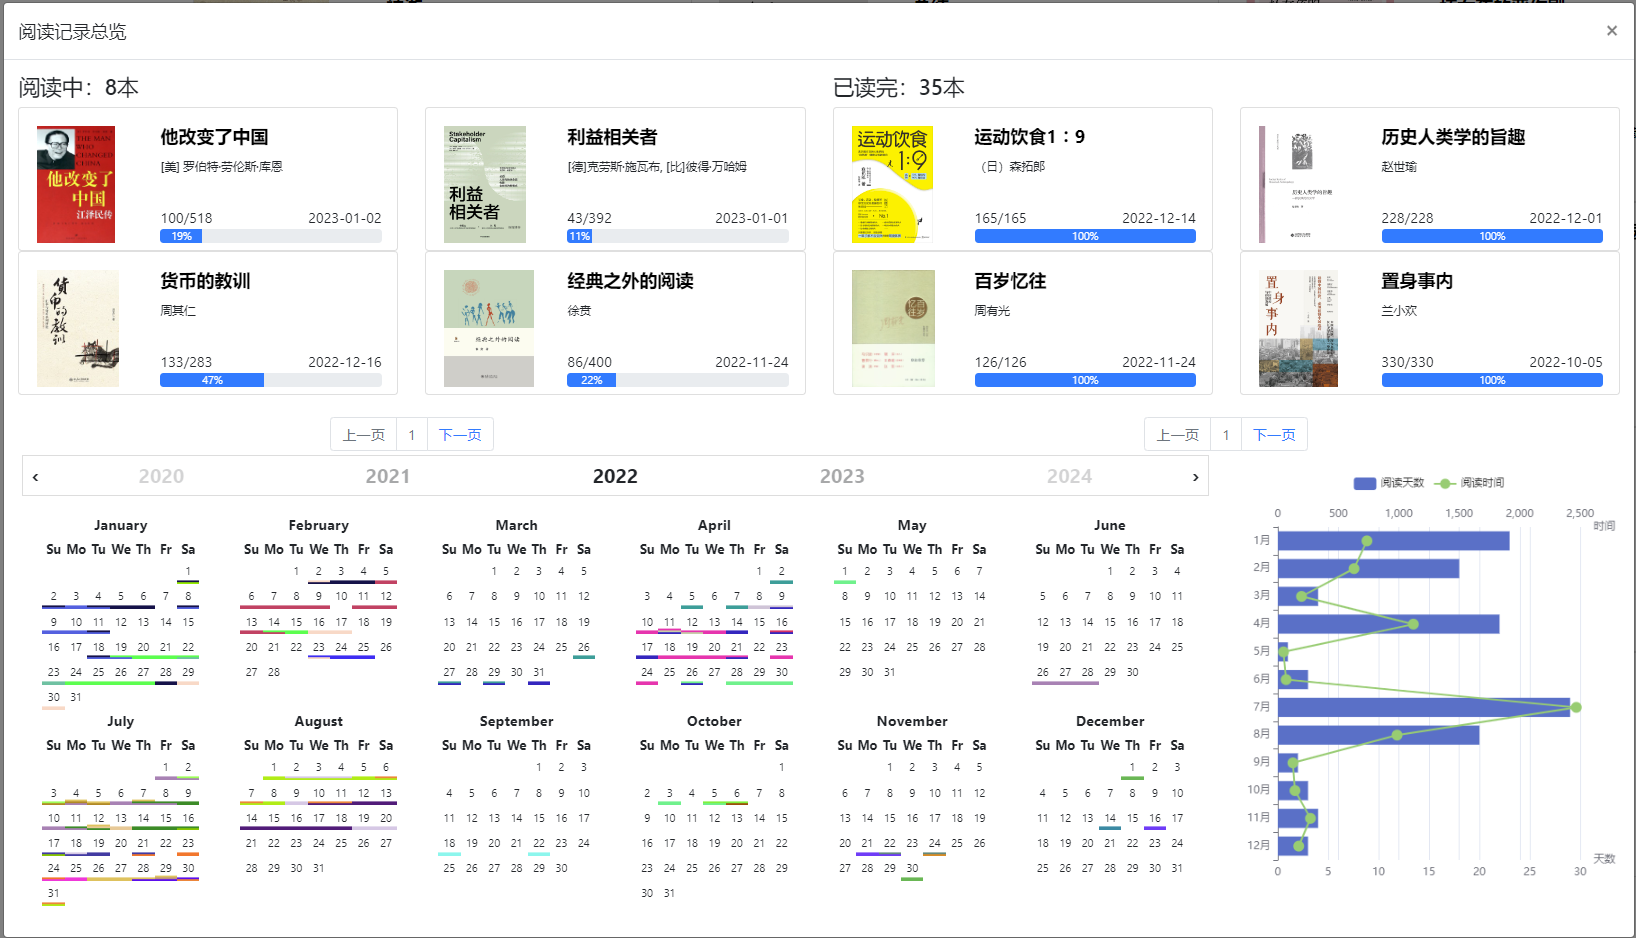 阅读记录总览
×
阅读中：8本
已读完：35本
他改变了中国
[美] 罗伯特·劳伦斯·库恩
100/518 2023-01-02
19%
THE MAN
WHO
CHANGED
CHINA
他改变了
中国
江泽民传
利益相关者
[德]克劳斯·施瓦布, [比]彼得·万哈姆
43/392 2023-01-01
11%
Stakeholder
Capitalism
利益
相关者
运动饮食1：9
（日）森拓郎
165/165 2022-12-14
100%
运动饮食
1:9
历史人类学的旨趣
赵世瑜
228/228 2022-12-01
100%
历史人类学的旨趣
货币的教训
周其仁
133/283 2022-12-16
47%
货币的教训
经典之外的阅读
徐贲
86/400 2022-11-24
22%
经典之外的阅读
百岁忆往
周有光
126/126 2022-11-24
100%
百岁忆往
置身事内
兰小欢
330/330 2022-10-05
100%
置身事内
上一页 1 下一页
上一页 1 下一页
‹ 2020 2021 2022 2023 2024 ›
January
Su Mo Tu We Th Fr Sa
1
2 3 4 5 6 7 8
9 10 11 12 13 14 15
16 17 18 19 20 21 22
23 24 25 26 27 28 29
30 31
February
Su Mo Tu We Th Fr Sa
1 2 3 4 5
6 7 8 9 10 11 12
13 14 15 16 17 18 19
20 21 22 23 24 25 26
27 28
March
Su Mo Tu We Th Fr Sa
1 2 3 4 5
6 7 8 9 10 11 12
13 14 15 16 17 18 19
20 21 22 23 24 25 26
27 28 29 30 31
April
Su Mo Tu We Th Fr Sa
1 2
3 4 5 6 7 8 9
10 11 12 13 14 15 16
17 18 19 20 21 22 23
24 25 26 27 28 29 30
May
Su Mo Tu We Th Fr Sa
1 2 3 4 5 6 7
8 9 10 11 12 13 14
15 16 17 18 19 20 21
22 23 24 25 26 27 28
29 30 31
June
Su Mo Tu We Th Fr Sa
1 2 3 4
5 6 7 8 9 10 11
12 13 14 15 16 17 18
19 20 21 22 23 24 25
26 27 28 29 30
July
Su Mo Tu We Th Fr Sa
1 2
3 4 5 6 7 8 9
10 11 12 13 14 15 16
17 18 19 20 21 22 23
24 25 26 27 28 29 30
31
August
Su Mo Tu We Th Fr Sa
1 2 3 4 5 6
7 8 9 10 11 12 13
14 15 16 17 18 19 20
21 22 23 24 25 26 27
28 29 30 31
September
Su Mo Tu We Th Fr Sa
1 2 3
4 5 6 7 8 9 10
11 12 13 14 15 16 17
18 19 20 21 22 23 24
25 26 27 28 29 30
October
Su Mo Tu We Th Fr Sa
1
2 3 4 5 6 7 8
9 10 11 12 13 14 15
16 17 18 19 20 21 22
23 24 25 26 27 28 29
30 31
November
Su Mo Tu We Th Fr Sa
1 2 3 4 5
6 7 8 9 10 11 12
13 14 15 16 17 18 19
20 21 22 23 24 25 26
27 28 29 30
December
Su Mo Tu We Th Fr Sa
1 2 3
4 5 6 7 8 9 10
11 12 13 14 15 16 17
18 19 20 21 22 23 24
25 26 27 28 29 30 31
阅读天数 阅读时间
0 500 1,000 1,500 2,000 2,500
时间
1月
2月
3月
4月
5月
6月
7月
8月
9月
10月
11月
12月
天数
0 5 10 15 20 25 30